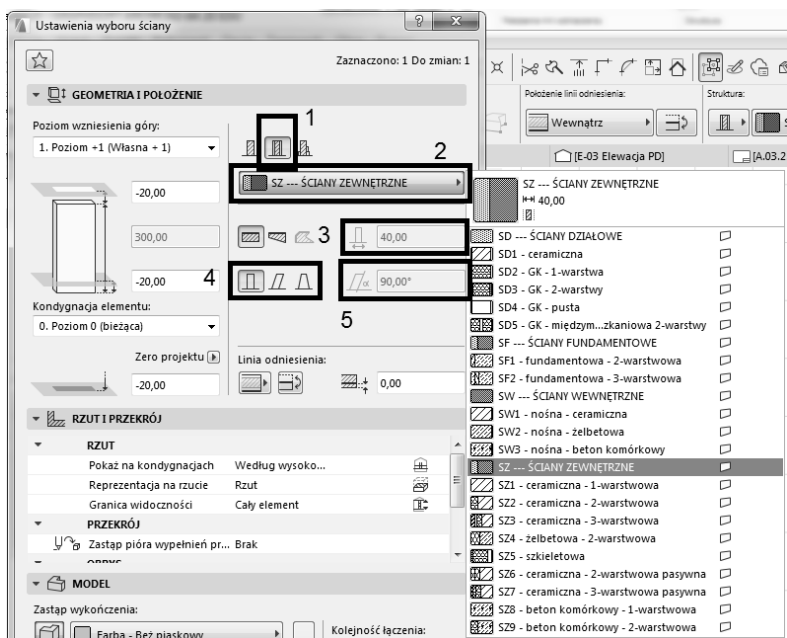 Ustawienia wyboru ściany
Zaznaczono: 1 Do zmian: 1
GEOMETRIA I POŁOŻENIE
1
Poziom wzniesienia góry:
1. Poziom +1 (Własna + 1)
2
SZ --- ŚCIANY ZEWNĘTRZNE
-20,00
300,00
3
40,00
-20,00
4
90,00°
α
5
Kondygnacja elementu:
0. Poziom 0 (bieżąca)
Zero projektu
Linia odniesienia:
-20,00
0,00
RZUT I PRZEKRÓJ
RZUT
Pokaż na kondygnacjach Według wysoko...
Reprezentacja na rzucie Rzut
Granica widoczności Cały element
PRZEKRÓJ
Zastąp pióra wypełnień pr... Brak
MODEL
Zastąp wykończenia:
Farba - Beż piaskowy
Kolejność łączenia:
Położenie linii odniesienia:
Struktura:
Wewnątrz
[E-03 Elewacja PD]
[A.03.2
SZ --- ŚCIANY ZEWNĘTRZNE
40,00
SD --- ŚCIANY DZIAŁOWE
SD1 - ceramiczna
SD2 - GK - 1-warstwa
SD3 - GK - 2-warstwy
SD4 - GK - pusta
SD5 - GK - międzym...zkaniowa 2-warstwy
SF --- ŚCIANY FUNDAMENTOWE
SF1 - fundamentowa - 2-warstwowa
SF2 - fundamentowa - 3-warstwowa
SW --- ŚCIANY WEWNĘTRZNE
SW1 - nośna - ceramiczna
SW2 - nośna - żelbetowa
SW3 - nośna - beton komórkowy
SZ --- ŚCIANY ZEWNĘTRZNE
SZ1 - ceramiczna - 1-warstwowa
SZ2 - ceramiczna - 2-warstwowa
SZ3 - ceramiczna - 3-warstwowa
SZ4 - żelbetowa - 2-warstwowa
SZ5 - szkieletowa
SZ6 - ceramiczna - 2-warstwowa pasywna
SZ7 - ceramiczna - 3-warstwowa pasywna
SZ8 - beton komórkowy - 1-warstwowa
SZ9 - beton komórkowy - 2-warstwowa